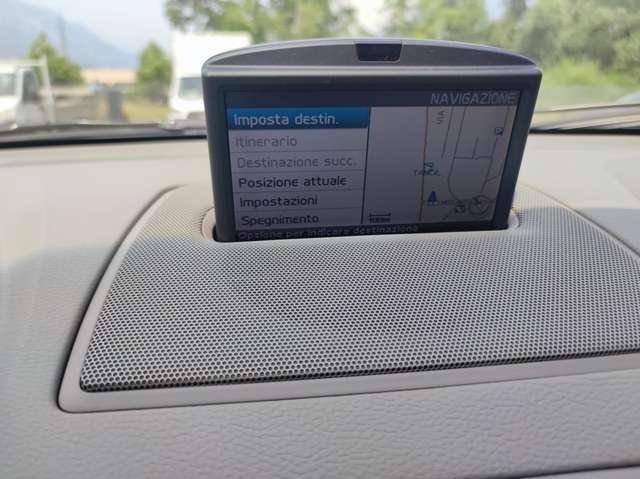 NAVIGAZIONE
Imposta destin.
Itinerario
Destinazione succ.
Posizione attuale
Impostazioni
Spegnimento
Opzione per indicare destinazione